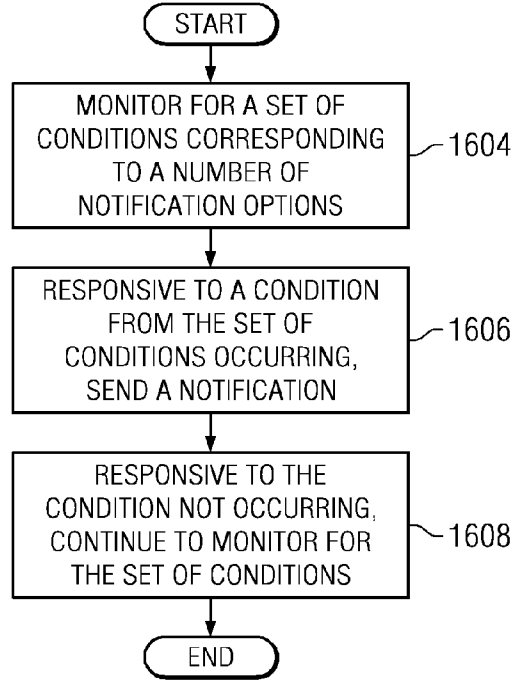 START
MONITOR FOR A SET OF
CONDITIONS CORRESPONDING
TO A NUMBER OF
NOTIFICATION OPTIONS
1604
RESPONSIVE TO A CONDITION
FROM THE SET OF
CONDITIONS OCCURRING,
SEND A NOTIFICATION
1606
RESPONSIVE TO THE
CONDITION NOT OCCURRING,
CONTINUE TO MONITOR FOR
THE SET OF CONDITIONS
1608
END